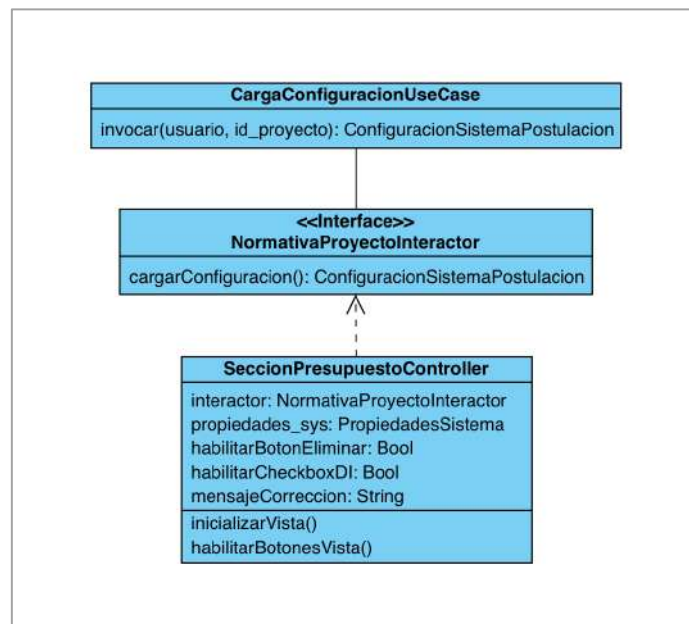 CargaConfiguracionUseCase
invocar(usuario, id_proyecto): ConfiguracionSistemaPostulacion
<<Interface>>
NormativaProyectoInteractor
cargarConfiguracion(): ConfiguracionSistemaPostulacion
SeccionPresupuestoController
interactor: NormativaProyectoInteractor
propiedades_sys: PropiedadesSistema
habilitarBotonEliminar: Bool
habilitarCheckboxDI: Bool
mensajeCorreccion: String
inicializarVista()
habilitarBotonesVista()